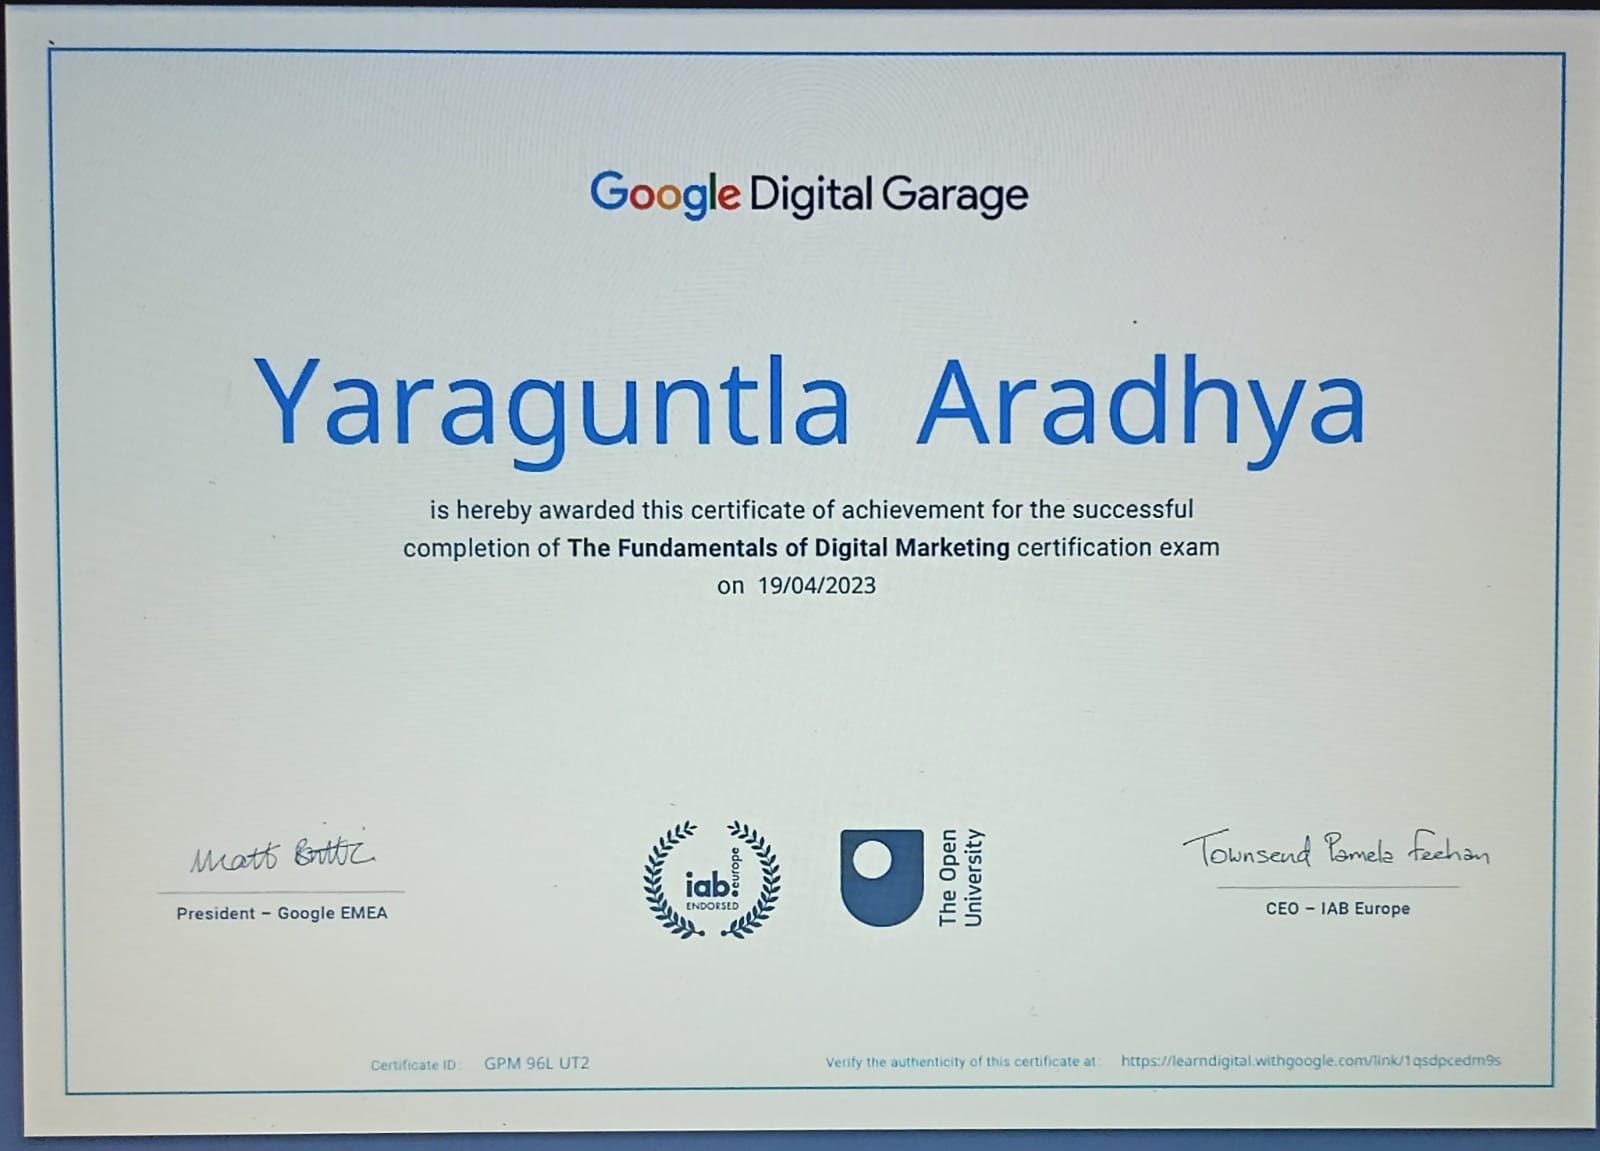 Google Digital Garage
Yaraguntla Aradhya
is hereby awarded this certificate of achievement for the successful
completion of The Fundamentals of Digital Marketing certification exam
on 19/04/2023
Matt Brittin
President – Google EMEA
iab.europe
ENDORSED
The Open
University
Townsend Pamela Feehan
CEO – IAB Europe
Certificate ID: GPM 96L UT2
Verify the authenticity of this certificate at: https://learndigital.withgoogle.com/link/1qsdpcedm9s